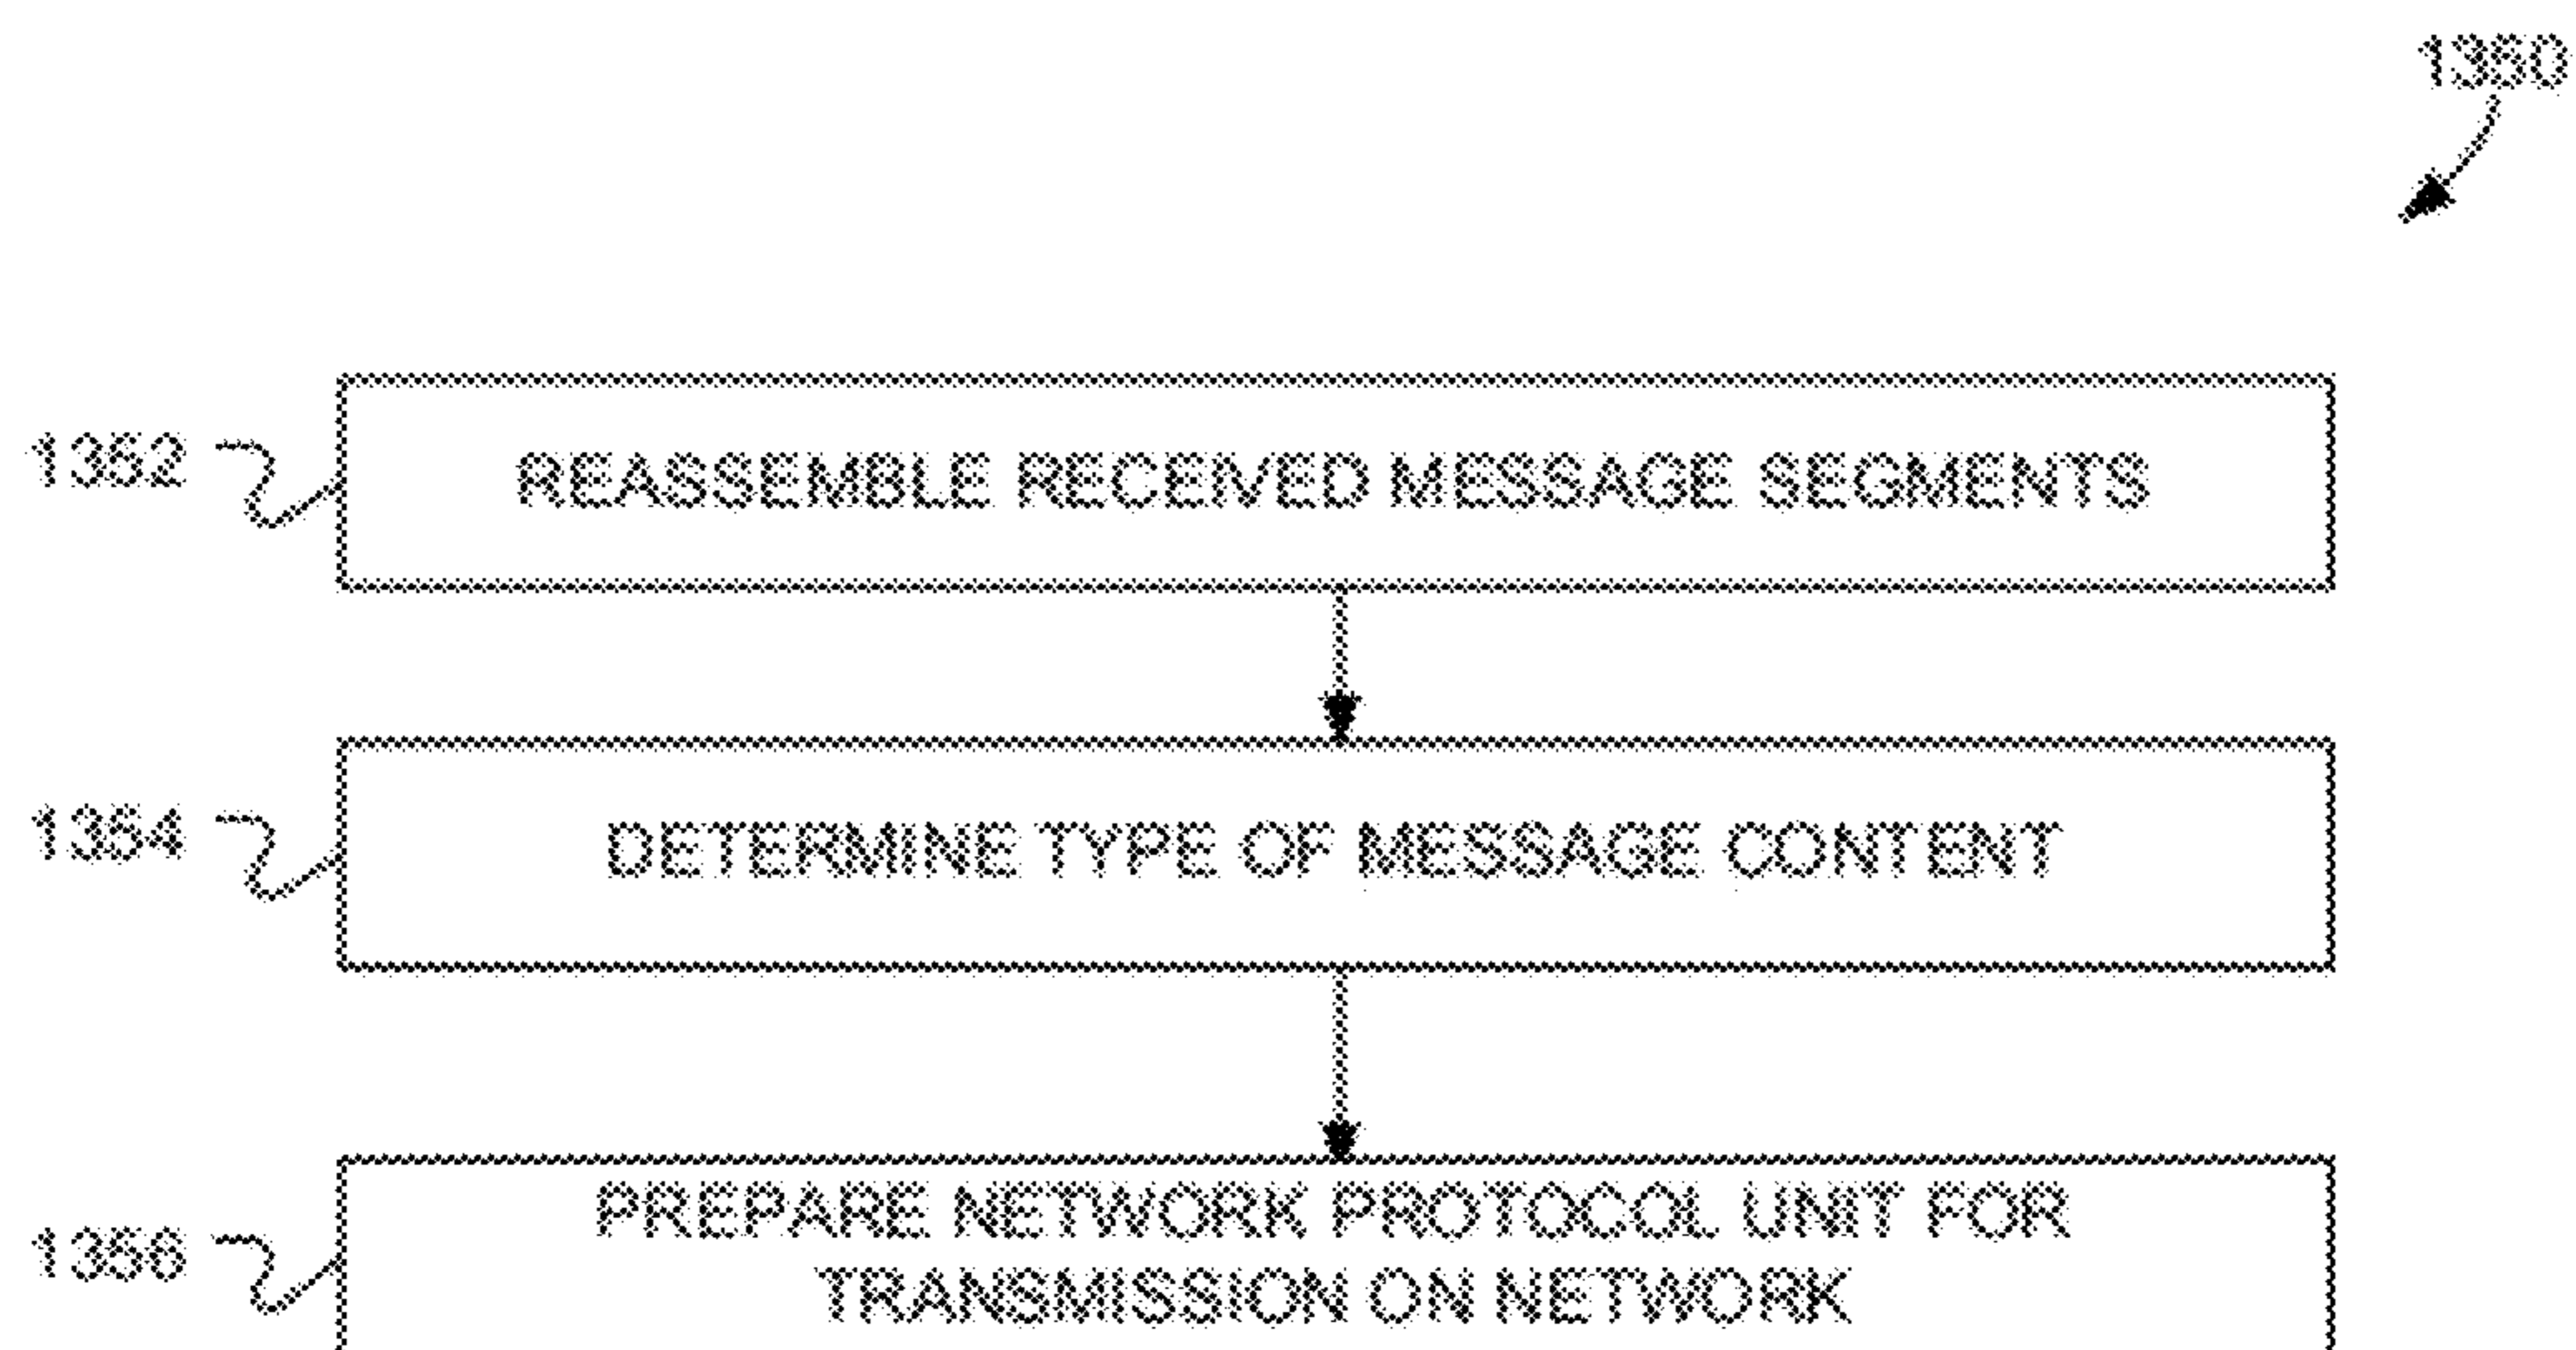 1350
1352
REASSEMBLE RECEIVED MESSAGE SEGMENTS
1354
DETERMINE TYPE OF MESSAGE CONTENT
1356
PREPARE NETWORK PROTOCOL UNIT FOR
TRANSMISSION ON NETWORK